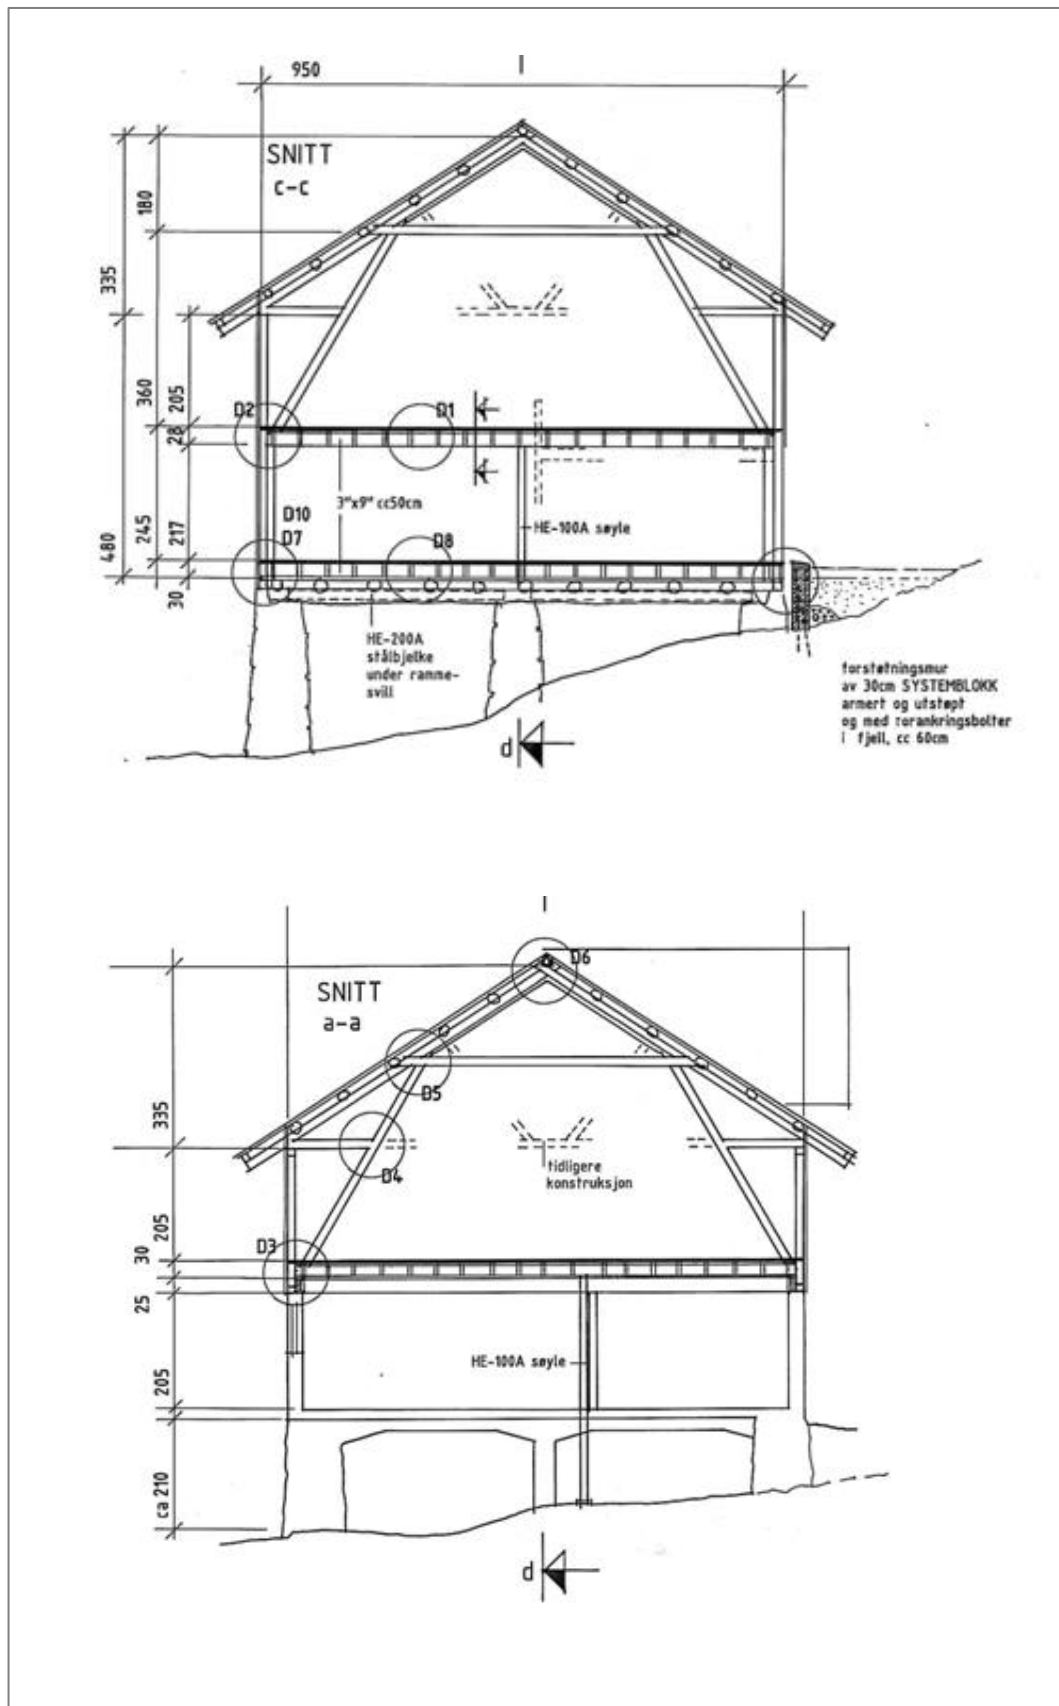 950
SNITT
c-c
180
335
360
205
D2
D1
28
3"x9" cc50cm
D10
HE-100A søyle
245
217
480
D7
D8
30
HE-200A
stålbjelke
under ramme-
svill
forstøtningsmur
av 30cm SYSTEMBLOKK
armert og utstøpt
og med forankringsbolter
i fjell, cc 60cm
d
D6
SNITT
a-a
D5
335
tidligere
konstruksjon
D4
205
30
D3
25
HE-100A søyle
205
ca 210
d